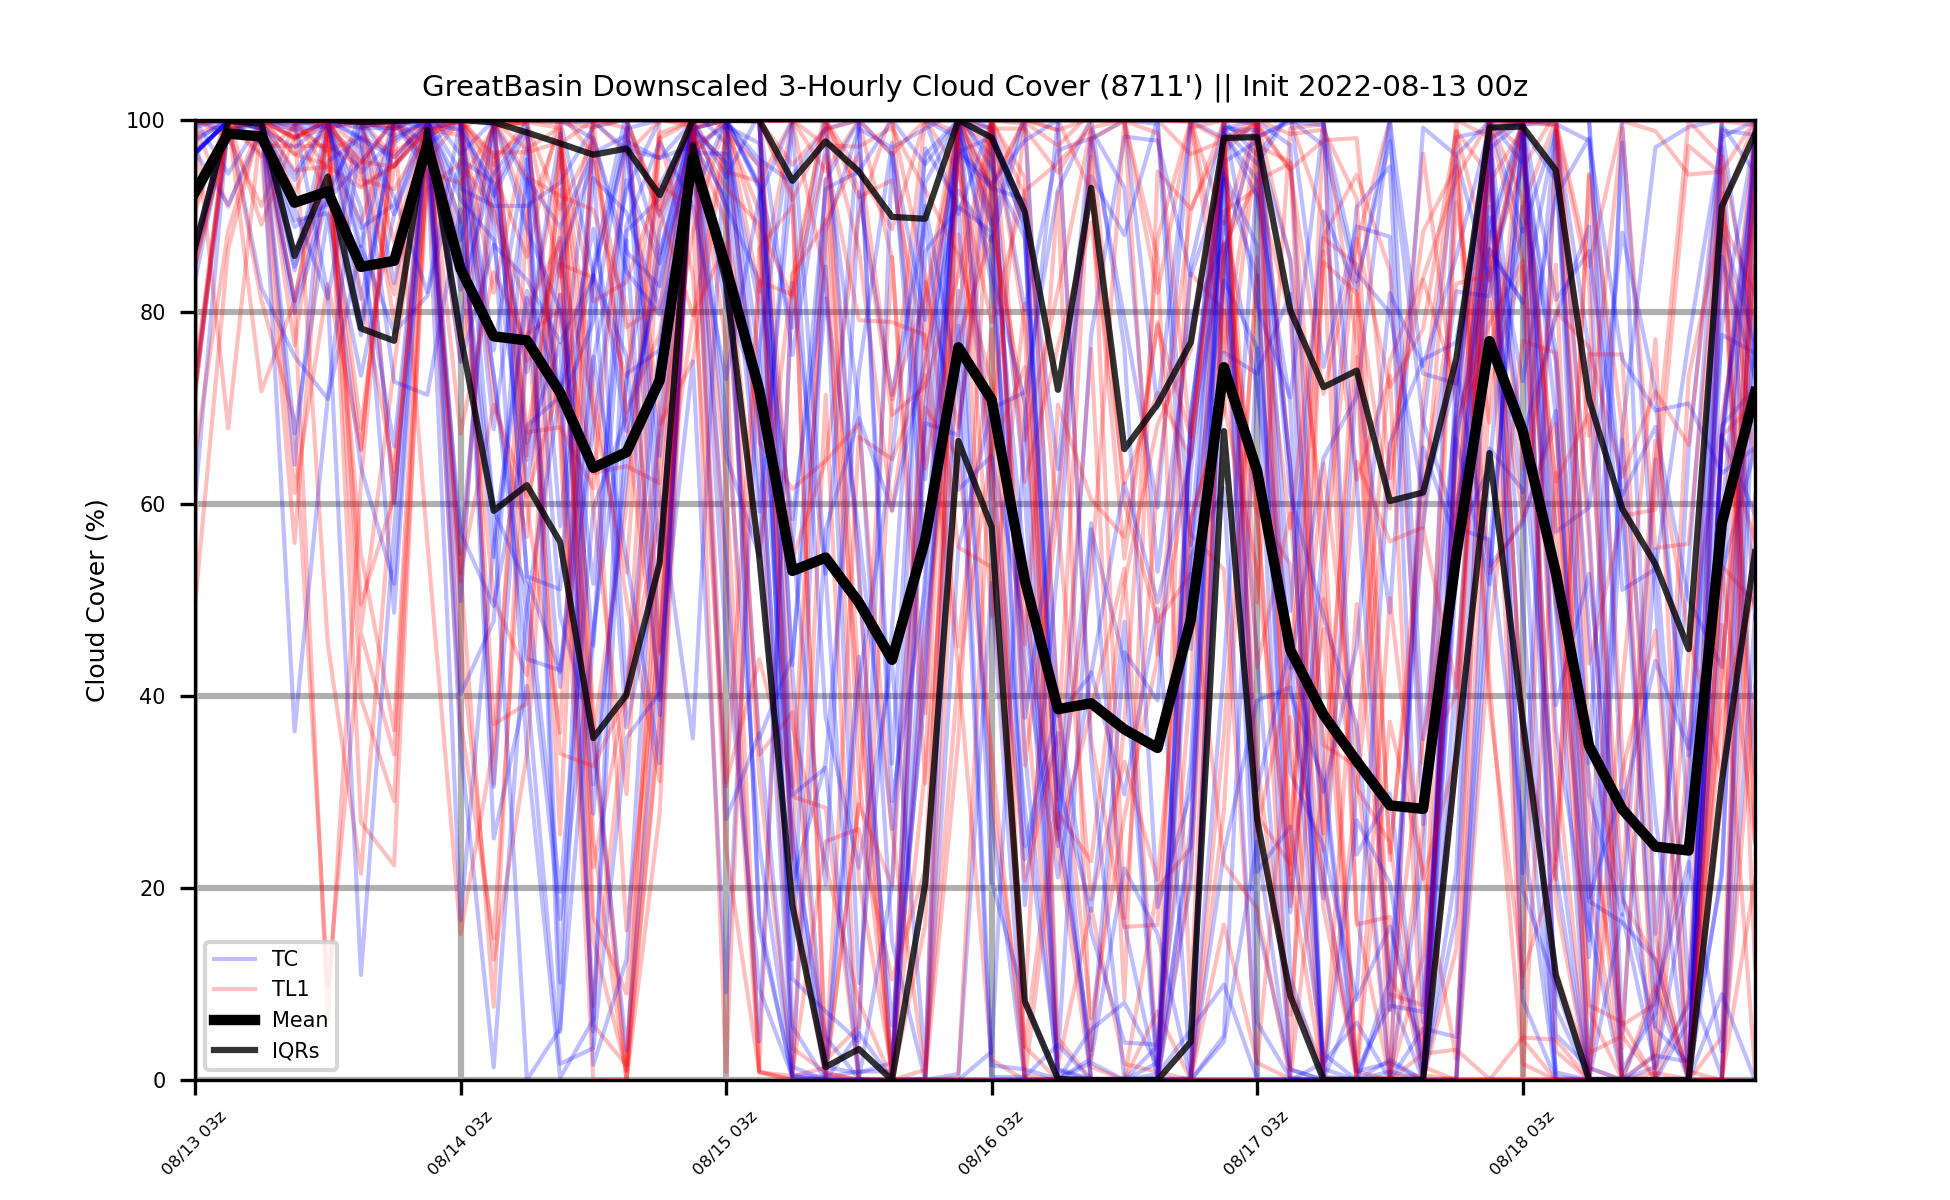 GreatBasin Downscaled 3-Hourly Cloud Cover (8711') || Init 2022-08-13 00z
100
80
60
40
20
0
Cloud Cover (%)
TC
TL1
Mean
IQRs
08/13 03z
08/14 03z
08/15 03z
08/16 03z
08/17 03z
08/18 03z